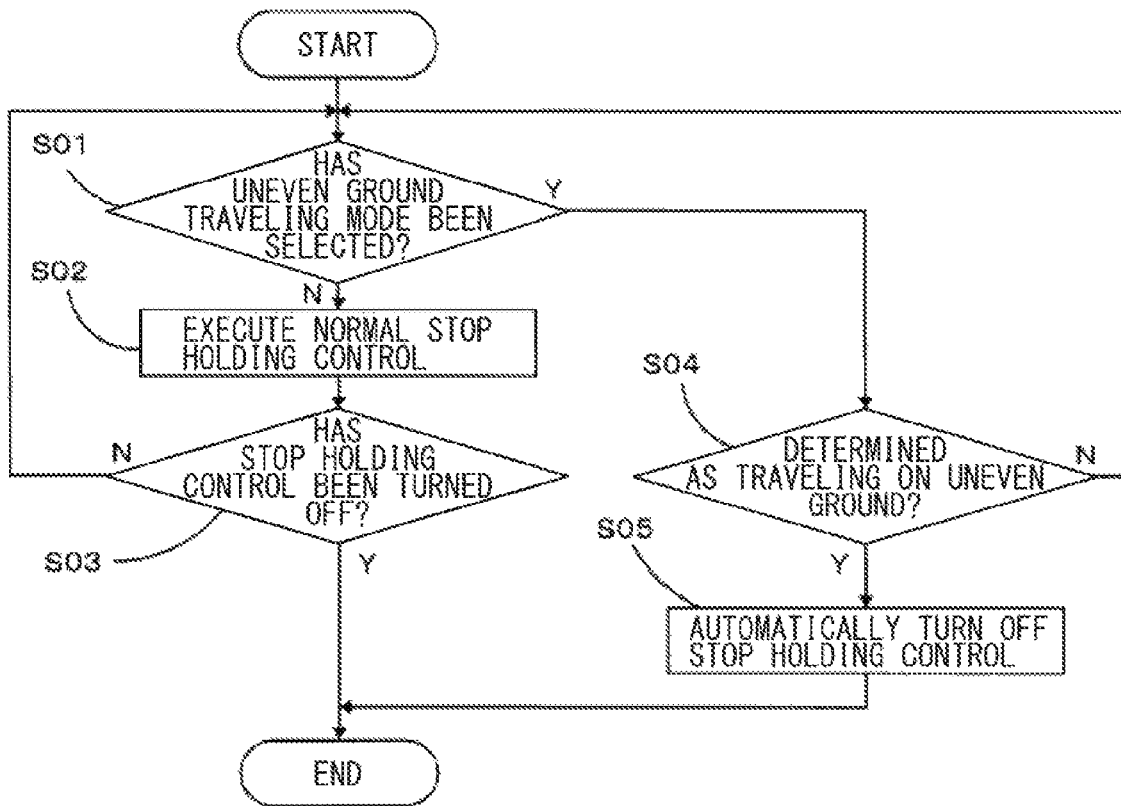 START
S01
HAS
UNEVEN GROUND
TRAVELING MODE BEEN
SELECTED?
Y
N
S02
EXECUTE NORMAL STOP
HOLDING CONTROL
HAS
STOP HOLDING
CONTROL BEEN TURNED
OFF?
N
S03
Y
S04
DETERMINED
AS TRAVELING ON UNEVEN
GROUND?
N
Y
S05
AUTOMATICALLY TURN OFF
STOP HOLDING CONTROL
END